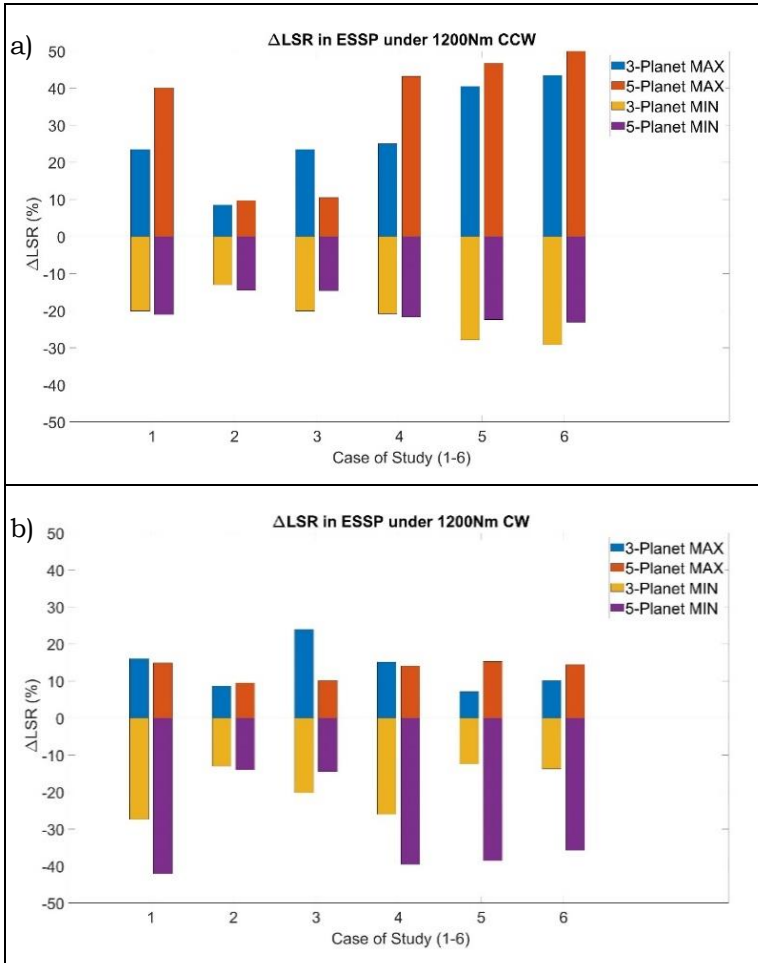 a)
ΔLSR in ESSP under 1200Nm CCW
3-Planet MAX
5-Planet MAX
3-Planet MIN
5-Planet MIN
50
40
30
20
10
0
-10
-20
-30
-40
-50
ΔLSR (%)
1 2 3 4 5 6
Case of Study (1-6)
b)
ΔLSR in ESSP under 1200Nm CW
3-Planet MAX
5-Planet MAX
3-Planet MIN
5-Planet MIN
50
40
30
20
10
0
-10
-20
-30
-40
-50
ΔLSR (%)
1 2 3 4 5 6
Case of Study (1-6)